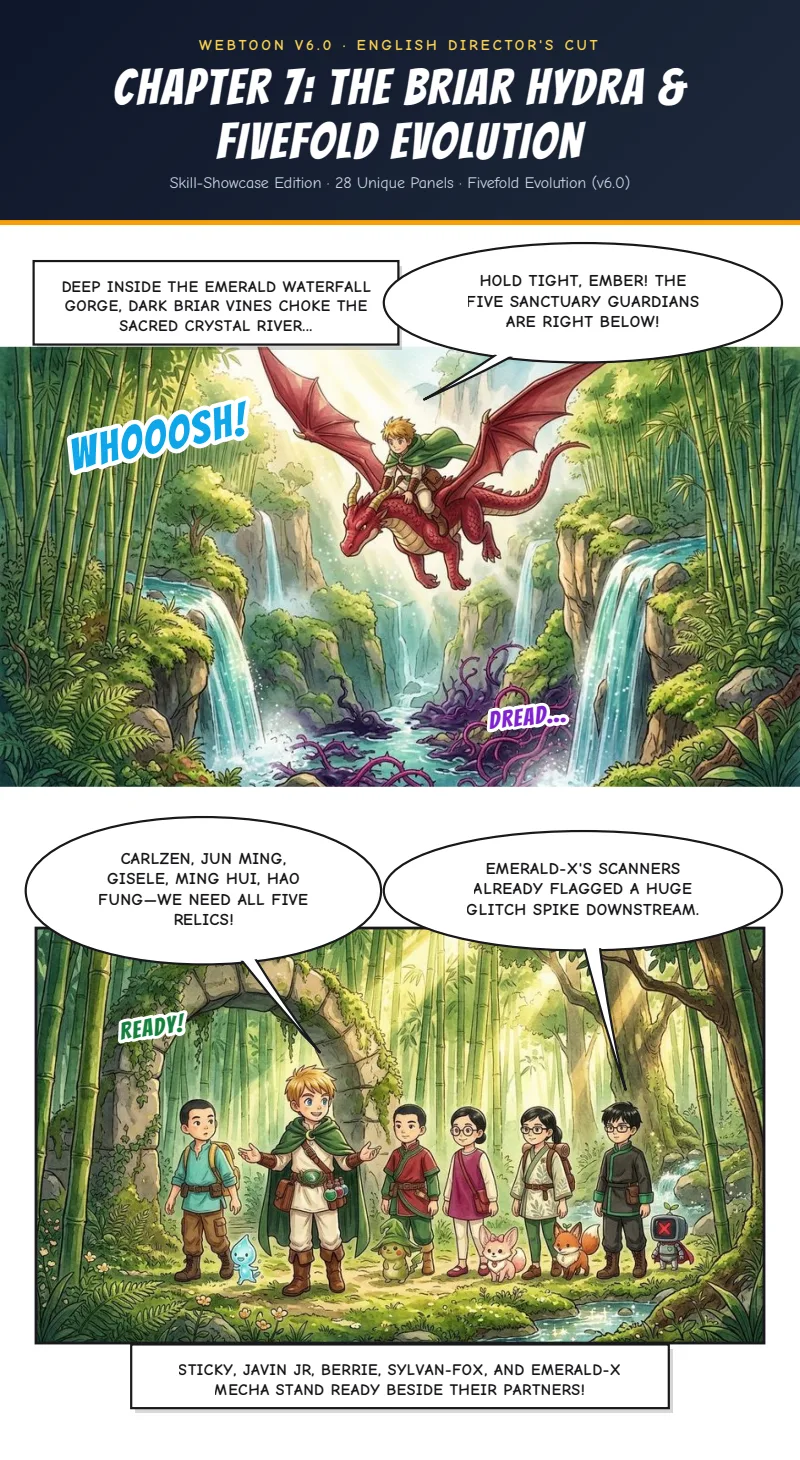 WEBTOON V6.0 · ENGLISH DIRECTOR'S CUT
CHAPTER 7: THE BRIAR HYDRA &
FIVEFOLD EVOLUTION
Skill-Showcase Edition · 28 Unique Panels · Fivefold Evolution (v6.0)
DEEP INSIDE THE EMERALD WATERFALL
GORGE, DARK BRIAR VINES CHOKE THE
SACRED CRYSTAL RIVER...
HOLD TIGHT, EMBER! THE
FIVE SANCTUARY GUARDIANS
ARE RIGHT BELOW!
WHOOOSH!
DREAD...
CARLZEN, JUN MING,
GISELE, MING HUI, HAO
FUNG—WE NEED ALL FIVE
RELICS!
EMERALD-X'S SCANNERS
ALREADY FLAGGED A HUGE
GLITCH SPIKE DOWNSTREAM.
READY!
STICKY, JAVIN JR, BERRIE, SYLVAN-FOX, AND EMERALD-X
MECHA STAND READY BESIDE THEIR PARTNERS!